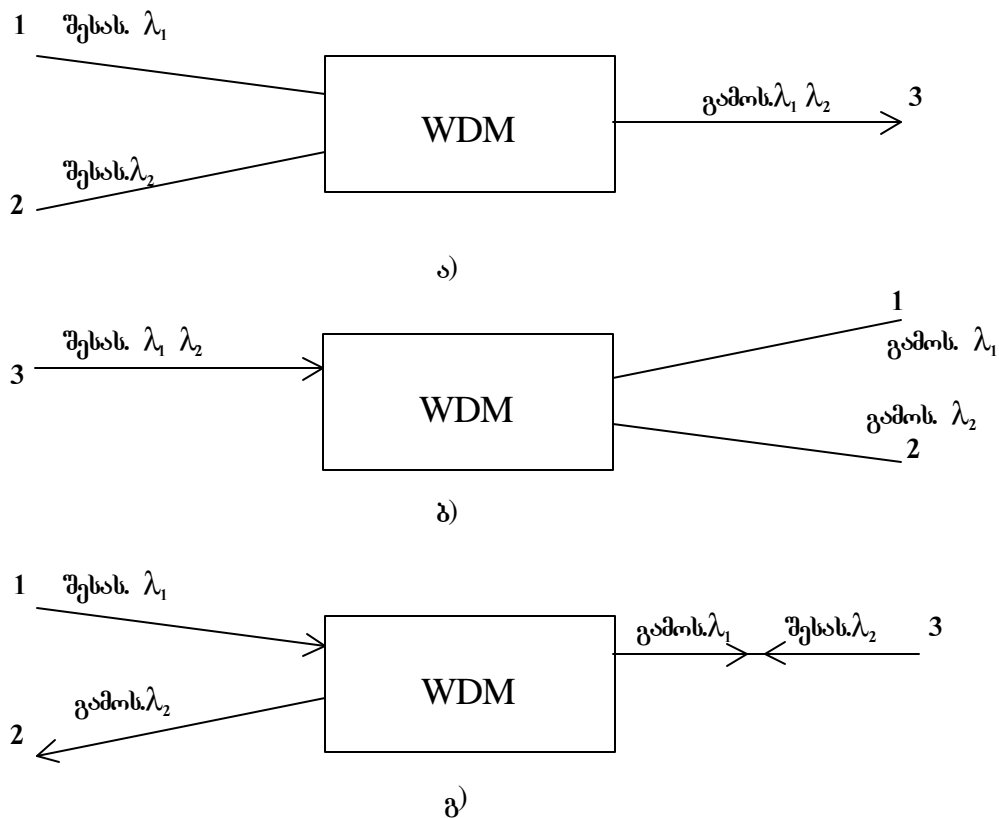 1 შესას. λ₁
WDM
გამოს.λ₁ λ₂ 3
შესას.λ₂
2
ა)
1
გამოს. λ₁
შესას. λ₁ λ₂
3
WDM
გამოს. λ₂
2
ბ)
1 შესას. λ₁
WDM
გამოს.λ₁ შესას.λ₂ 3
გამოს.λ₂
2
გ)